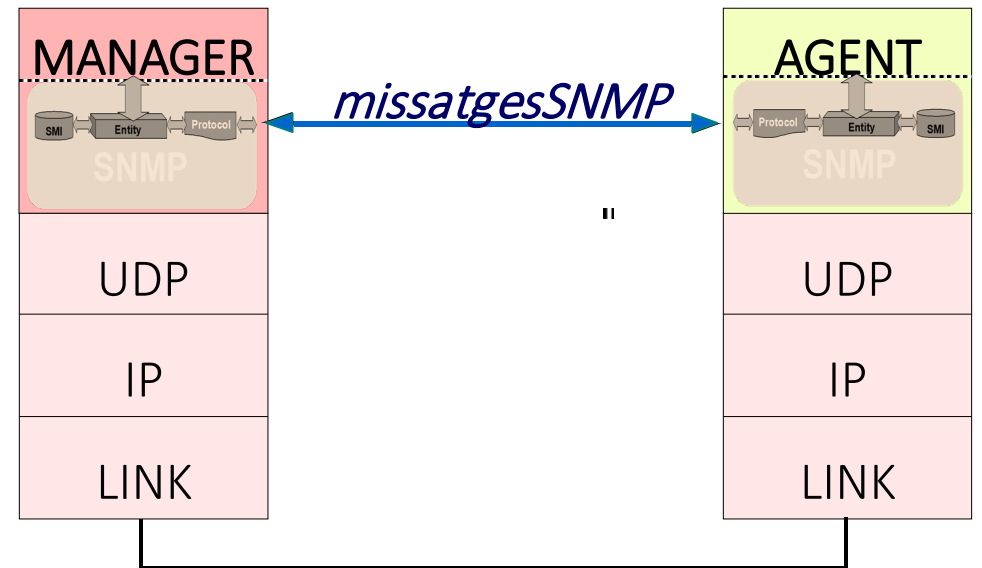 MANAGER
SMI
Entity
Protocol
SNMP
UDP
IP
LINK
missatgesSNMP
"
AGENT
Protocol
Entity
SMI
SNMP
UDP
IP
LINK